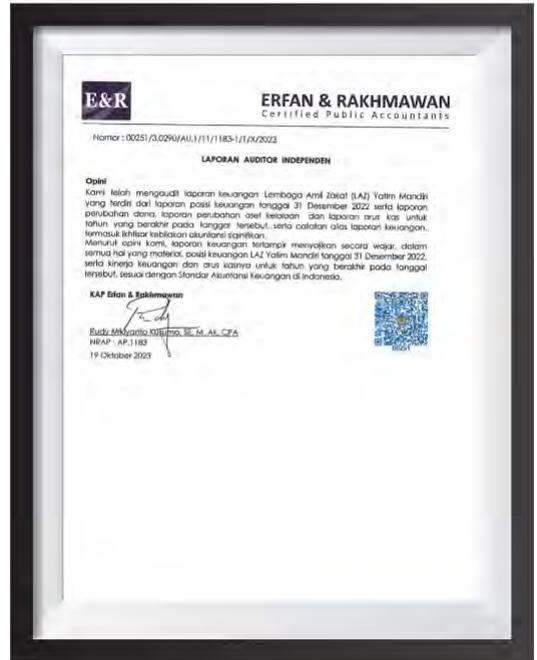 E&R
ERFAN & RAKHMAWAN
Certified Public Accountants
Nomor : 00251/3.0290/AU.1/11/1183-1/1/X/2023
LAPORAN AUDITOR INDEPENDEN
Opini
Kami telah mengaudit laporan keuangan Lembaga Amil Zakat (LAZ) Yatim Mandiri
yang terdiri dari laporan posisi keuangan tanggal 31 Desember 2022 serta laporan
perubahan dana, laporan perubahan aset kelolaan dan laporan arus kas untuk
tahun yang berakhir pada tanggal tersebut, serta catatan atas laporan keuangan,
termasuk ikhtisar kebijakan akuntansi signifikan.
Menurut opini kami, laporan keuangan terlampir menyajikan secara wajar, dalam
semua hal yang material, posisi keuangan LAZ Yatim Mandiri tanggal 31 Desember 2022,
serta kinerja keuangan dan arus kasnya untuk tahun yang berakhir pada tanggal
tersebut, sesuai dengan Standar Akuntansi Keuangan di Indonesia.
KAP Erfan & Rakhmawan
Rudy SE, M. Ak, CPA
NRAP : AP.1183
19 Oktober 2023
00251